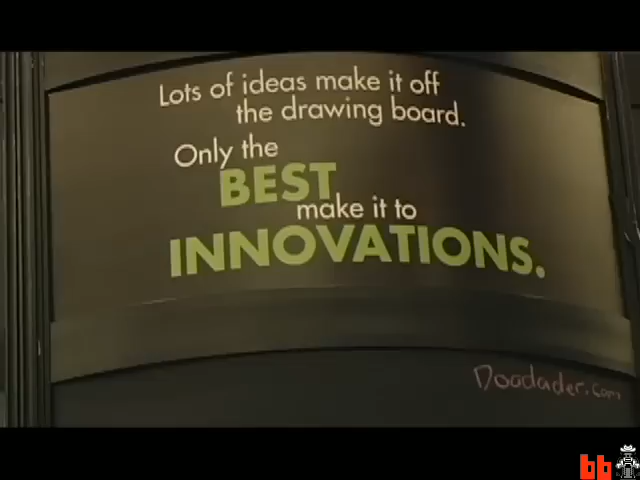 Lots of ideas make it off
the drawing board.
Only the
BEST
make it to
INNOVATIONS.
Doodader.com
bb